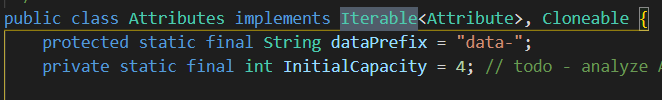 public class Attributes implements Iterable<Attribute>, Cloneable {
protected static final String dataPrefix = "data-";
private static final int InitialCapacity = 4; // todo - analyze